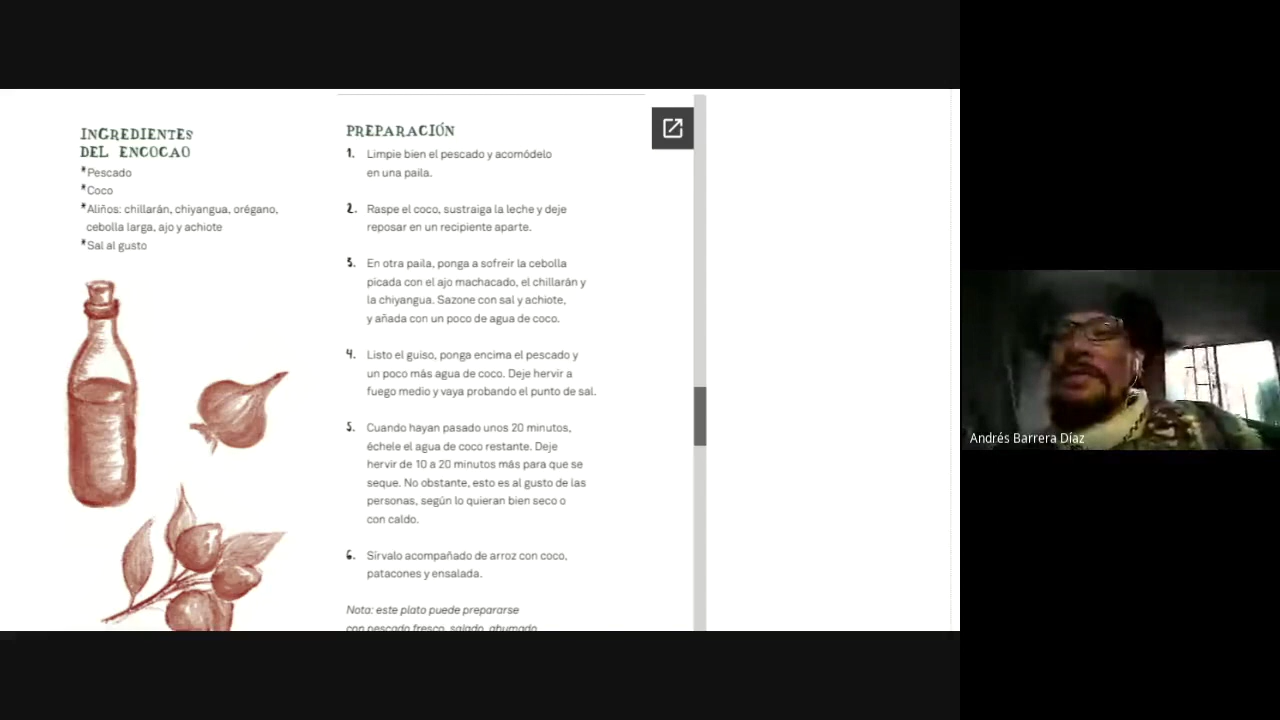 INGREDIENTES
DEL ENCOCAO
*Pescado
*Coco
*Aliños: chillarán, chiyangua, orégano,
cebolla larga, ajo y achiote
*Sal al gusto
PREPARACIÓN
1. Limpie bien el pescado y acomódelo
en una paila.
2. Raspe el coco, sustraiga la leche y deje
reposar en un recipiente aparte.
3. En otra paila, ponga a sofreir la cebolla
picada con el ajo machacado, el chillarán y
la chiyangua. Sazone con sal y achiote,
y añada con un poco de agua de coco.
4. Listo el guiso, ponga encima el pescado y
un poco más agua de coco. Deje hervir a
fuego medio y vaya probando el punto de sal.
5. Cuando hayan pasado unos 20 minutos,
échele el agua de coco restante. Deje
hervir de 10 a 20 minutos más para que se
seque. No obstante, esto es al gusto de las
personas, según lo quieran bien seco o
con caldo.
6. Sírvalo acompañado de arroz con coco,
patacones y ensalada.
Nota: este plato puede prepararse
con pescado fresco, salado, ahumado
Andrés Barrera Díaz